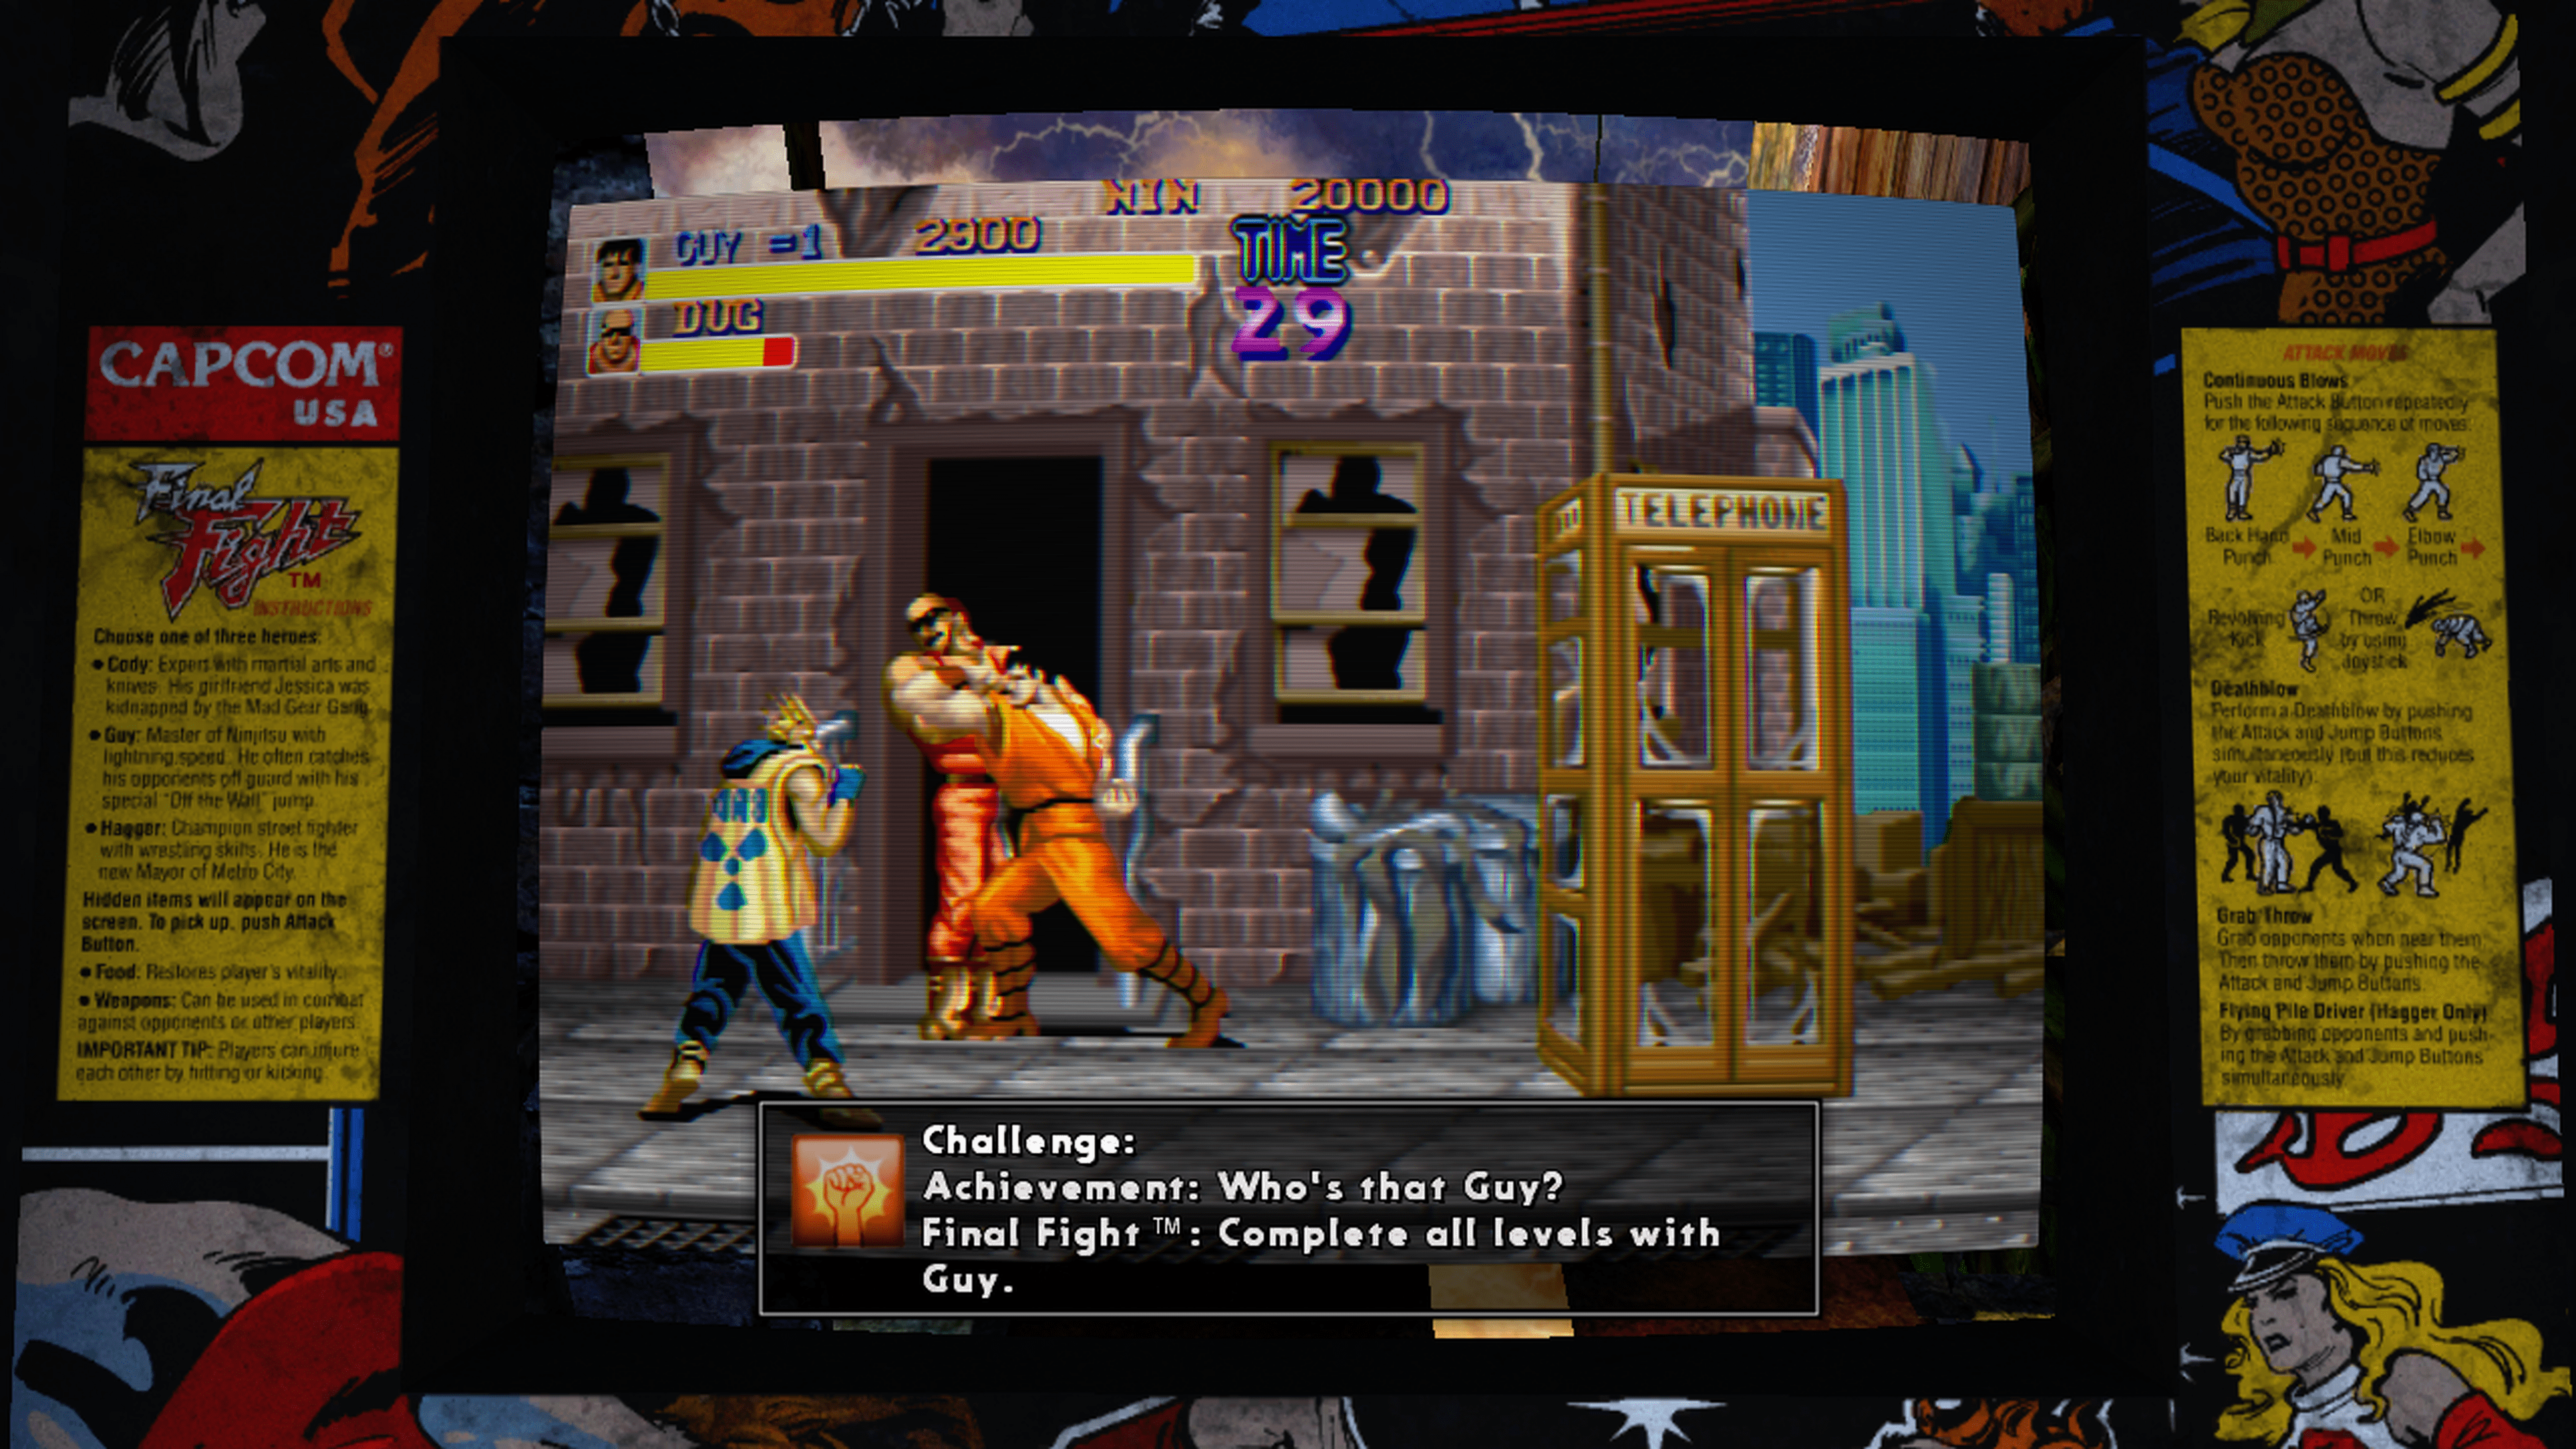 WIN 20000
GUY =1 2900 TIME
DUG 29
TELEPHONE
CAPCOM®
USA
Final
Fight
TM
INSTRUCTIONS
Choose one of three heroes:
● Cody: Expert with martial arts and
knives. His girlfriend Jessica was
kidnapped by the Mad Gear Gang.
● Guy: Master of Ninjitsu with
lightning speed. He often catches
his opponents off guard with his
special "Off the Wall" jump.
● Haggar: Champion street fighter
with wrestling skills. He is the
new Mayor of Metro City.
Hidden items will appear on the
screen. To pick up, push Attack
Button.
● Food: Restores player's vitality.
● Weapons: Can be used in combat
against opponents or other players.
IMPORTANT TIP: Players can injure
each other by hitting or kicking.
ATTACK MOVES
Continuous Blows
Push the Attack Button repeatedly
for the following sequence of moves:
Back Hand
Punch
Mid
Punch
Elbow
Punch
Revolving
Kick
OR
Throw
by using
Joystick
Deathblow
Perform a Deathblow by pushing
the Attack and Jump Buttons
simultaneously (but this reduces
your vitality).
Grab Throw
Grab opponents when near them.
Then throw them by pushing the
Attack and Jump Buttons.
Flying Pile Driver (Haggar Only)
By grabbing opponents and push-
ing the Attack and Jump Buttons
simultaneously.
Challenge:
Achievement: Who's that Guy?
Final Fight™: Complete all levels with
Guy.